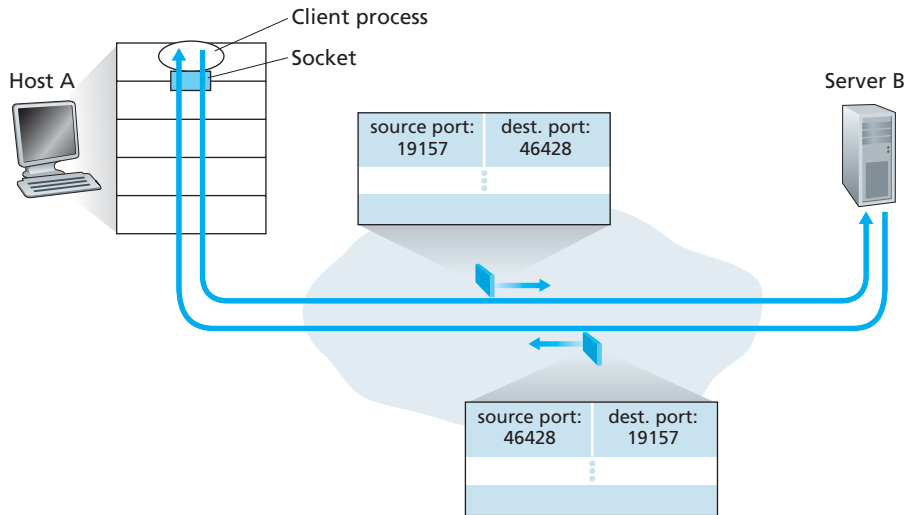 Client process
Socket
Host A
Server B
source port:
19157
dest. port:
46428
source port:
46428
dest. port:
19157